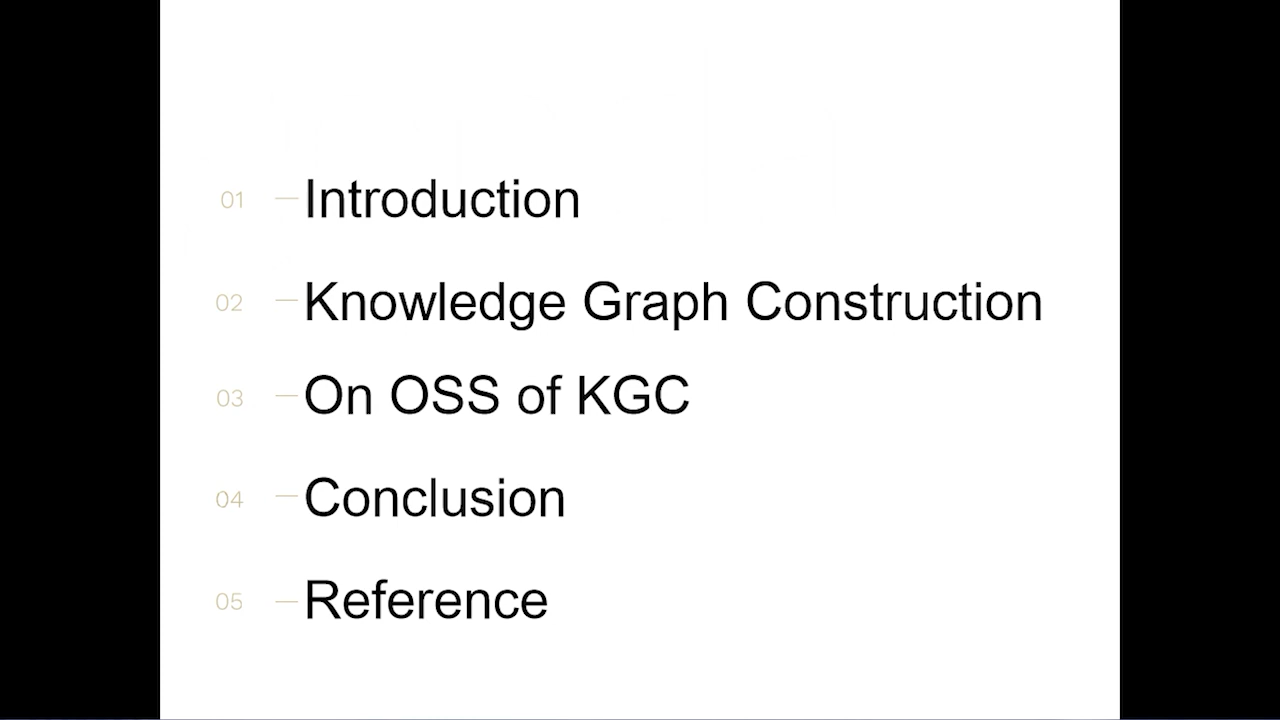 01 — Introduction
02 — Knowledge Graph Construction
03 — On OSS of KGC
04 — Conclusion
05 — Reference